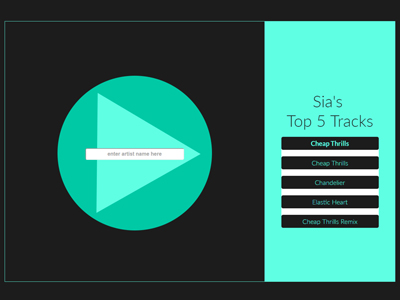 enter artist name here
Sia's
Top 5 Tracks
Cheap Thrills
Cheap Thrills
Chandelier
Elastic Heart
Cheap Thrills Remix